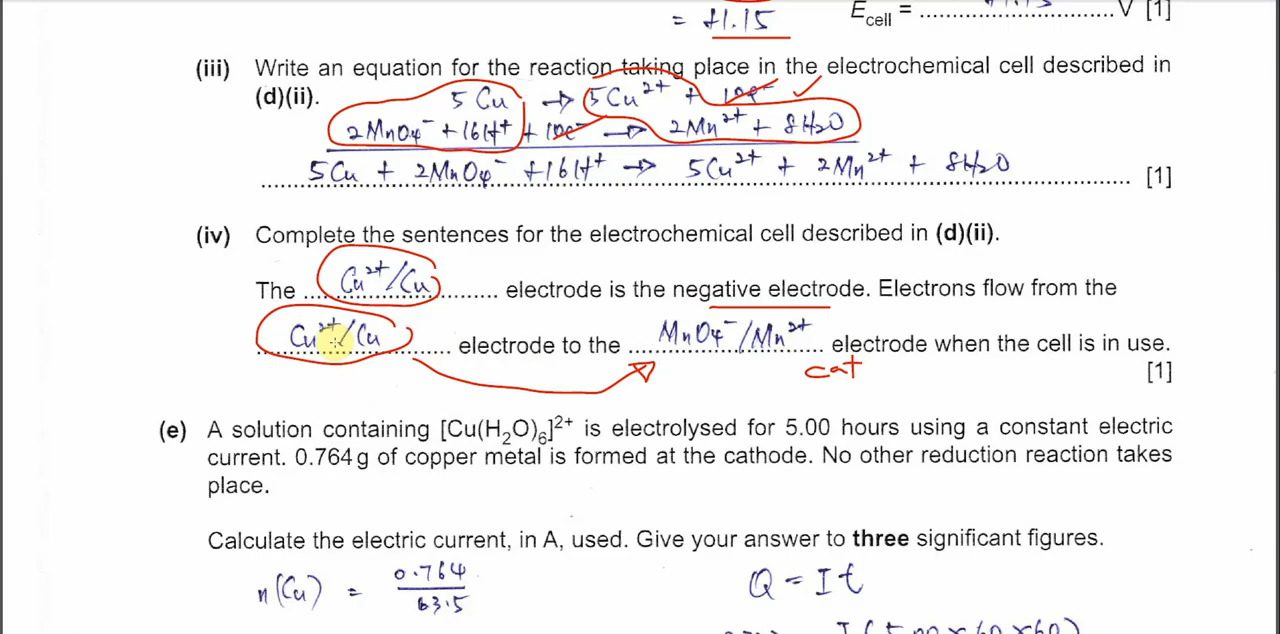 = +1.15 E cell = ........ V [1]
(iii) Write an equation for the reaction taking place in the electrochemical cell described in
(d)(ii). 5 Cu → 5Cu²⁺ + 10e⁻
2MnO₄⁻ + 16H⁺ + 10e⁻ → 2Mn²⁺ + 8H₂O
5Cu + 2MnO₄⁻ + 16H⁺ → 5Cu²⁺ + 2Mn²⁺ + 8H₂O [1]
(iv) Complete the sentences for the electrochemical cell described in (d)(ii).
The Cu²⁺/Cu electrode is the negative electrode. Electrons flow from the
Cu²⁺/Cu electrode to the MnO₄⁻/Mn²⁺ electrode when the cell is in use.
cat [1]
(e) A solution containing [Cu(H₂O)₆]²⁺ is electrolysed for 5.00 hours using a constant electric
current. 0.764 g of copper metal is formed at the cathode. No other reduction reaction takes
place.
Calculate the electric current, in A, used. Give your answer to three significant figures.
n(Cu) = 0.764 / 63.5 Q = It